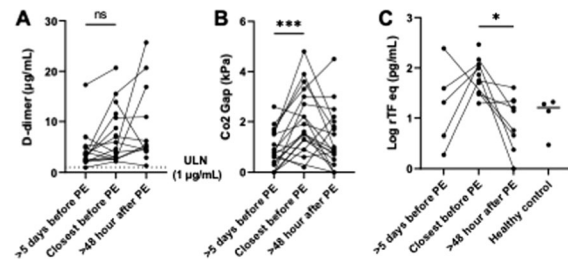 A
ns
D-dimer (µg/mL)
30
20
10
0
ULN
(1 µg/mL)
>5 days before PE
Closest before PE
>48 hour after PE
B
***
Co2 Gap (kPa)
6
4
2
0
>5 days before PE
Closest before PE
>48 hour after PE
C
*
Log rTF eq (pg/mL)
3
2
1
0
>5 days before PE
Closest before PE
>48 hour after PE
Healthy control